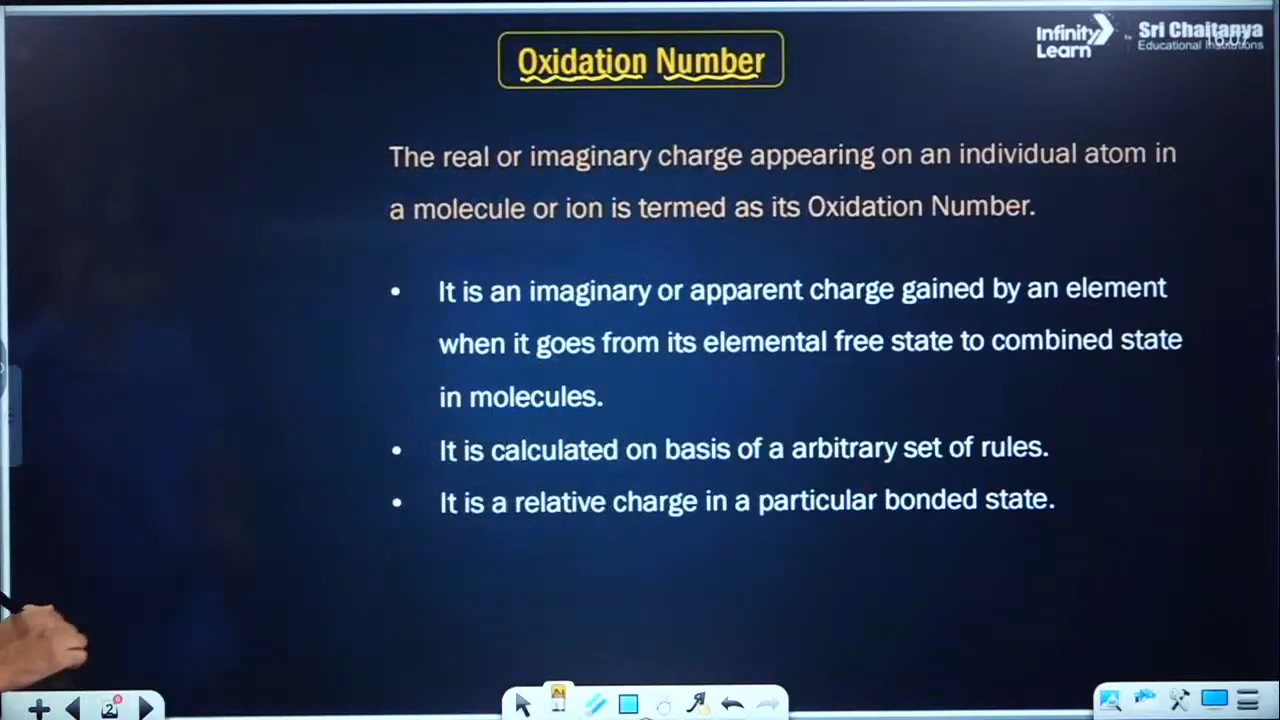 Oxidation Number
Infinity Learn
by Sri Chaitanya
Educational Institutions
The real or imaginary charge appearing on an individual atom in
a molecule or ion is termed as its Oxidation Number.
• It is an imaginary or apparent charge gained by an element
when it goes from its elemental free state to combined state
in molecules.
• It is calculated on basis of a arbitrary set of rules.
• It is a relative charge in a particular bonded state.
2